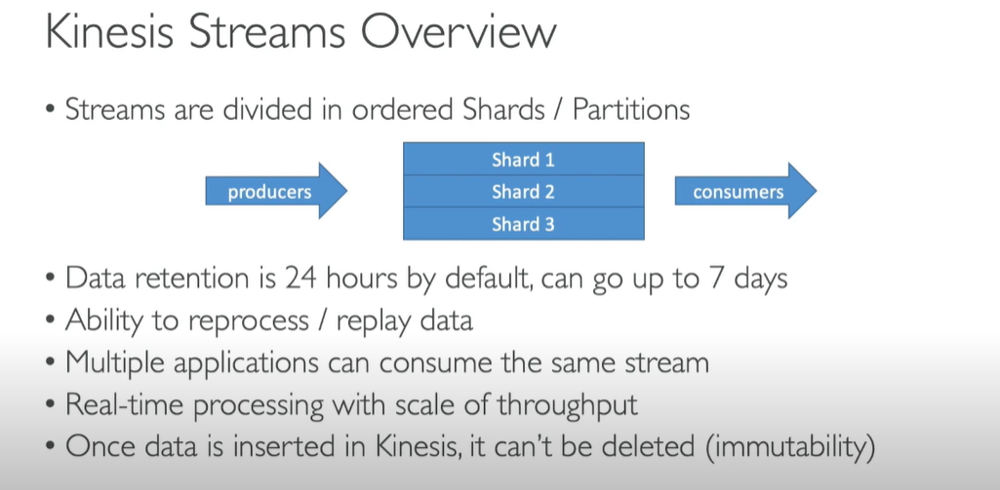 Kinesis Streams Overview
• Streams are divided in ordered Shards / Partitions
Shard 1
producers
Shard 2
consumers
Shard 3
• Data retention is 24 hours by default, can go up to 7 days
• Ability to reprocess / replay data
• Multiple applications can consume the same stream
• Real-time processing with scale of throughput
• Once data is inserted in Kinesis, it can't be deleted (immutability)